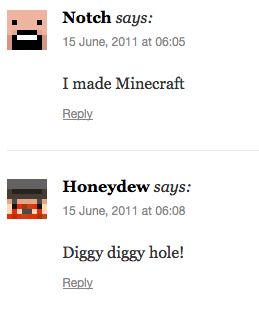 Notch says:
15 June, 2011 at 06:05
I made Minecraft
Reply
Honeydew says:
15 June, 2011 at 06:08
Diggy diggy hole!
Reply